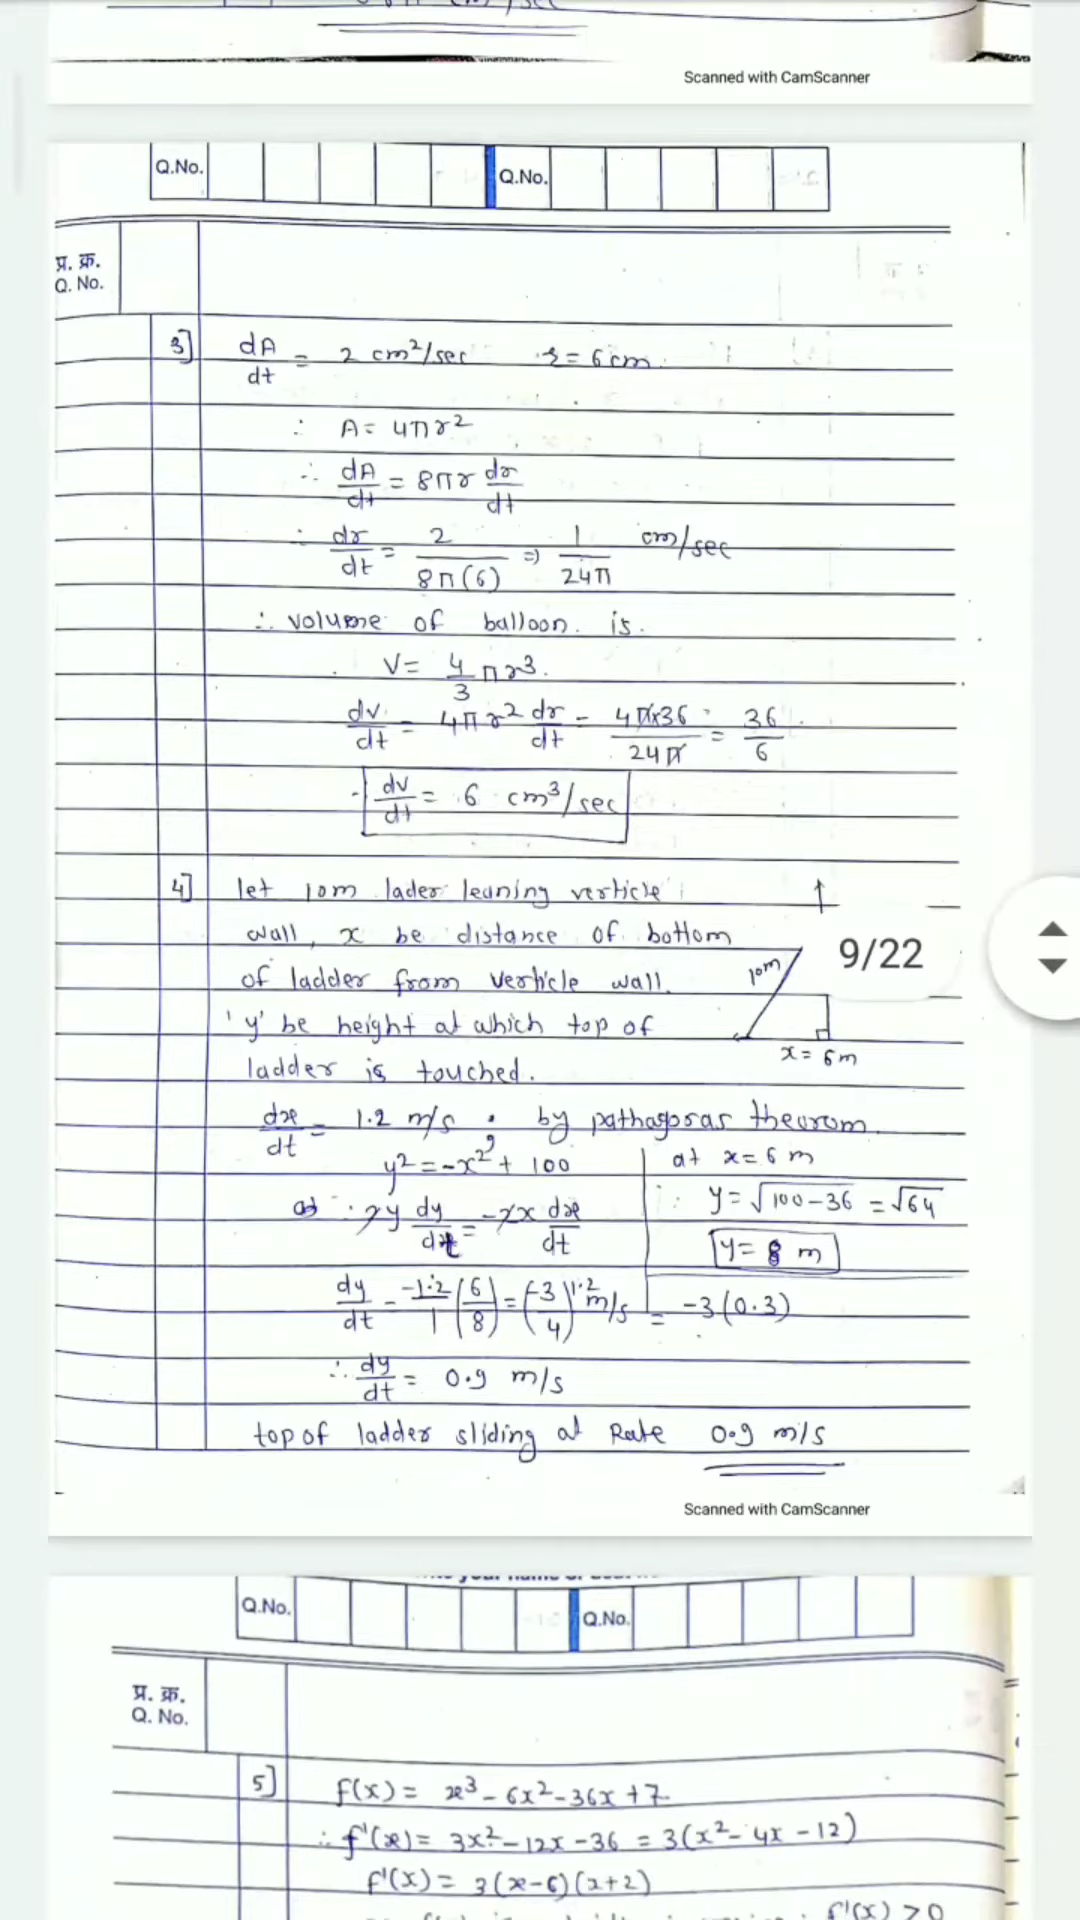 Scanned with CamScanner
Q.No. Q.No.
प्र. क्र.
Q. No.
3] dA/dt = 2 cm²/sec r = 6 cm.
∴ A = 4πr²
∴ dA/dt = 8πr dr/dt
∴ dr/dt = 2/8π(6) ⇒ 1/24π cm/sec
∴ volume of balloon. is.
V = 4/3 πr³.
dv/dt = 4πr² dr/dt = 4π×36/24π = 36/6
dv/dt = 6 cm³/sec
4] let 10m lader leaning verticle
wall, x be distance of bottom
of ladder from verticle wall.
'y' be height at which top of
ladder is touched.
10m
x = 6m
9/22
dx/dt = 1.2 m/s , by pathagoras theorom.
y² = -x² + 100
at x = 6 m
∴ 2y dy/dt = -2x dx/dt
∴ y = √100-36 = √64
y = 8 m
dy/dt = -1.2/1 (6/8) = (-3/4) 1.2 m/s = -3(0.3)
∴ dy/dt = 0.9 m/s
top of ladder sliding at Rate 0.9 m/s
Scanned with CamScanner
Q.No. Q.No.
प्र. क्र.
Q. No.
5] f(x) = x³ - 6x² - 36x + 7
∴ f'(x) = 3x² - 12x - 36 = 3(x² - 4x - 12)
f'(x) = 3(x-6)(x+2)
f'(x) > 0